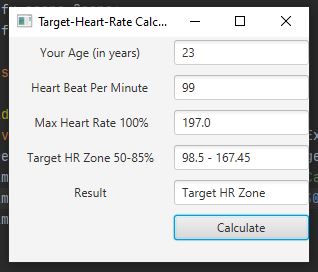 Target-Heart-Rate Calc...
Your Age (in years) 23
Heart Beat Per Minute 99
Max Heart Rate 100% 197.0
Target HR Zone 50-85% 98.5 - 167.45
Result Target HR Zone
Calculate